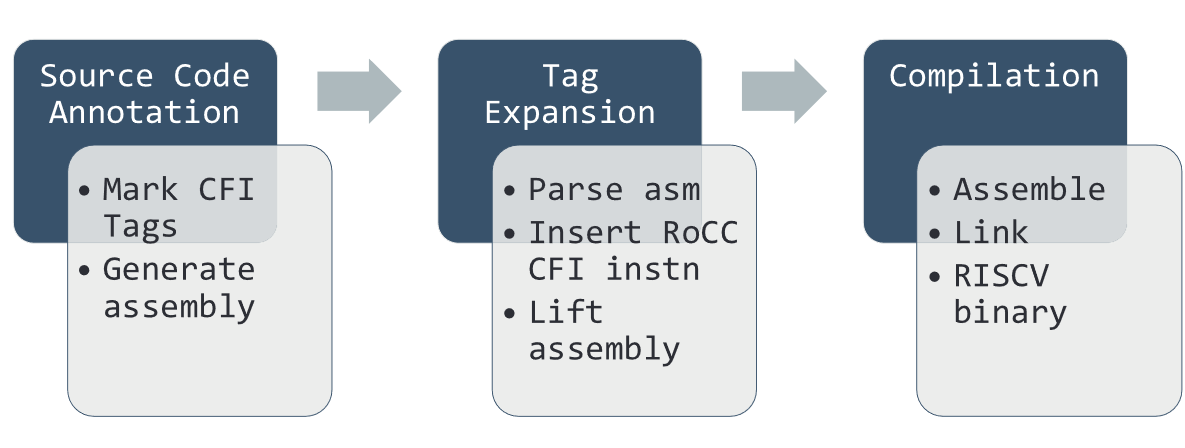 Source Code
Annotation
• Mark CFI
Tags
• Generate
assembly
Tag
Expansion
• Parse asm
• Insert RoCC
CFI instn
• Lift
assembly
Compilation
• Assemble
• Link
• RISCV
binary